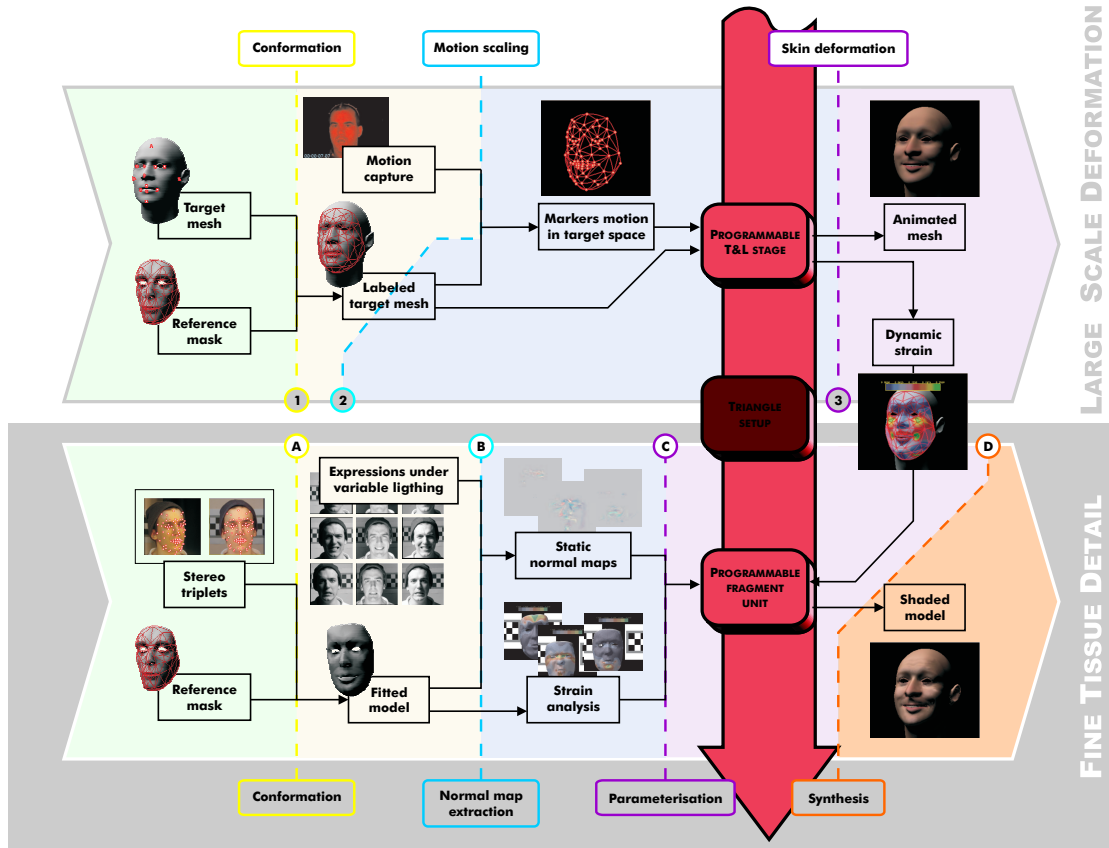 Conformation
Motion scaling
Skin deformation
LARGE SCALE DEFORMATION
Motion
capture
Target
mesh
Markers motion
in target space
PROGRAMMABLE
T&L STAGE
Animated
mesh
Labeled
target mesh
Reference
mask
Dynamic
strain
1
2
TRIANGLE
SETUP
3
A
B
C
D
Expressions under
variable ligthing
Static
normal maps
Stereo
triplets
PROGRAMMABLE
FRAGMENT
UNIT
Shaded
model
Reference
mask
Fitted
model
Strain
analysis
FINE TISSUE DETAIL
Conformation
Normal map
extraction
Parameterisation
Synthesis